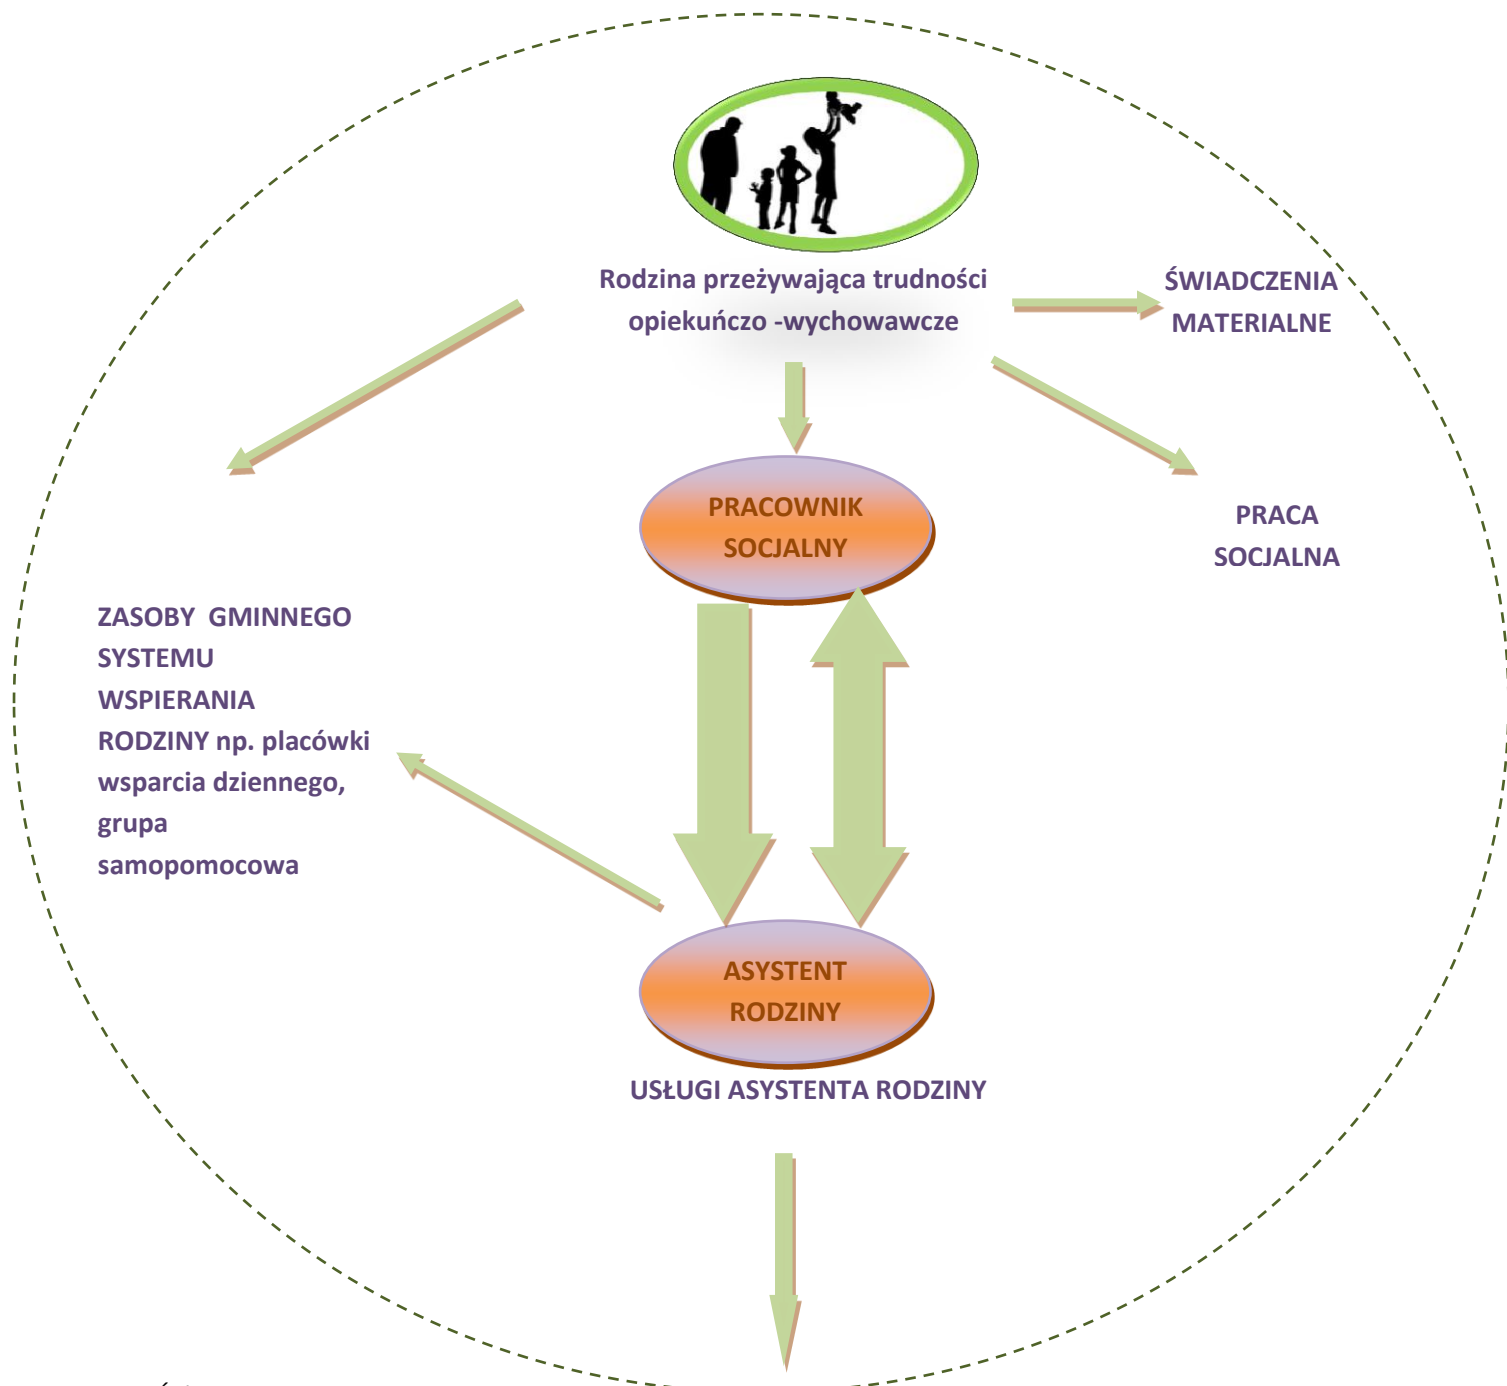 Rodzina przeżywająca trudności
opiekuńczo -wychowawcze
ŚWIADCZENIA
MATERIALNE
PRACOWNIK
SOCJALNY
PRACA
SOCJALNA
ZASOBY GMINNEGO
SYSTEMU
WSPIERANIA
RODZINY np. placówki
wsparcia dziennego,
grupa
samopomocowa
ASYSTENT
RODZINY
USŁUGI ASYSTENTA RODZINY